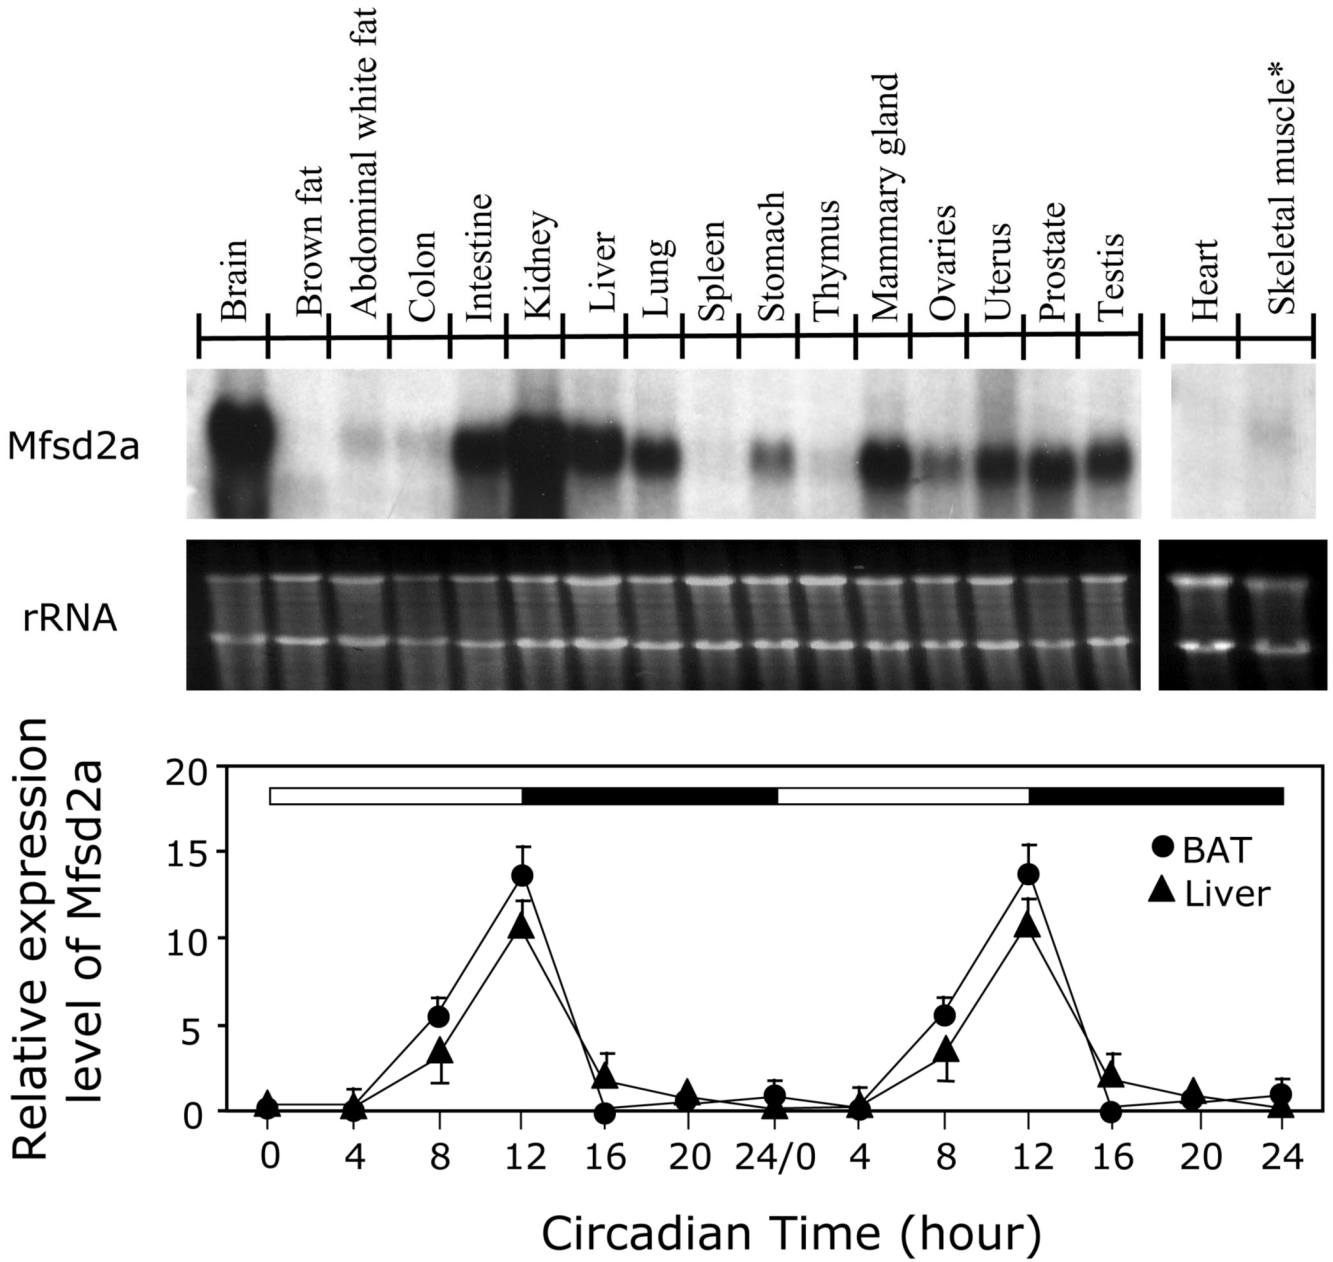 Brain
Brown fat
Abdominal white fat
Colon
Intestine
Kidney
Liver
Lung
Spleen
Stomach
Thymus
Mammary gland
Ovaries
Uterus
Prostate
Testis
Heart
Skeletal muscle*
Mfsd2a
rRNA
Relative expression
level of Mfsd2a
20
15
10
5
0
BAT
Liver
0 4 8 12 16 20 24/0 4 8 12 16 20 24
Circadian Time (hour)